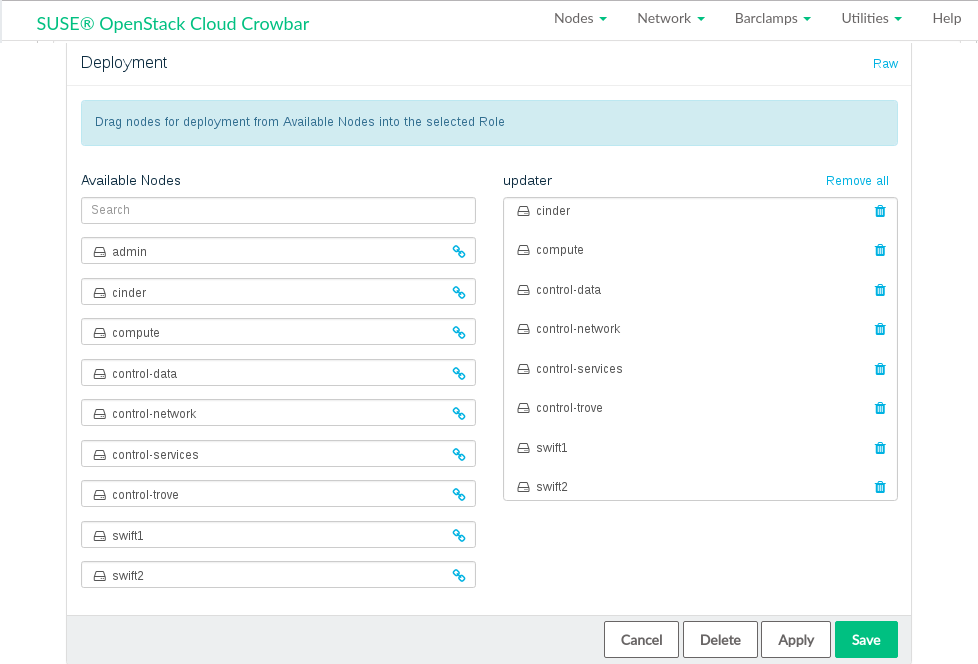 SUSE® OpenStack Cloud Crowbar
Nodes Network Barclamps Utilities Help
Deployment
Raw
Drag nodes for deployment from Available Nodes into the selected Role
Available Nodes
Search
admin
cinder
compute
control-data
control-network
control-services
control-trove
swift1
swift2
updater
Remove all
cinder
compute
control-data
control-network
control-services
control-trove
swift1
swift2
Cancel
Delete
Apply
Save